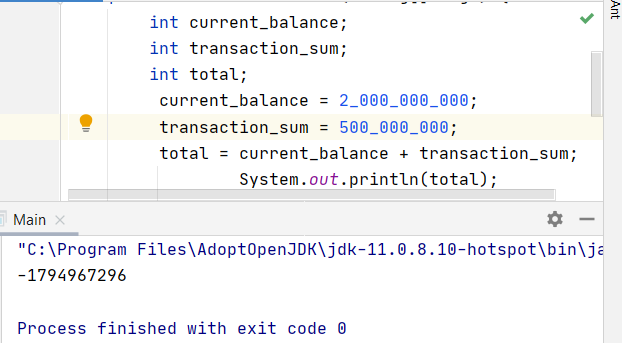 Ant
int current_balance;
int transaction_sum;
int total;
current_balance = 2_000_000_000;
transaction_sum = 500_000_000;
total = current_balance + transaction_sum;
System.out.println(total);
Main
"C:\Program Files\AdoptOpenJDK\jdk-11.0.8.10-hotspot\bin\ja
-1794967296
Process finished with exit code 0